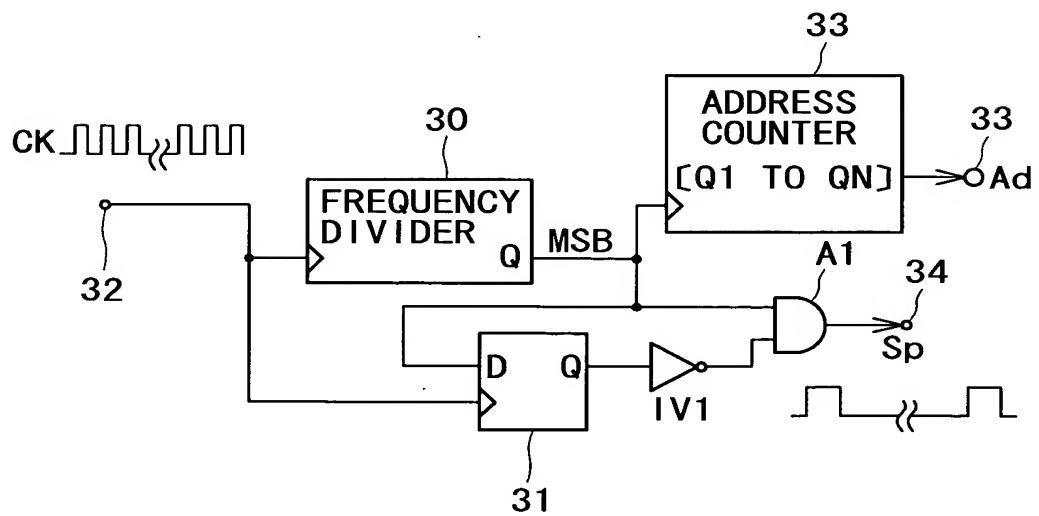 33
ADDRESS
COUNTER
[Q1 TO QN]
33
Ad
CK
30
FREQUENCY
DIVIDER
Q
MSB
32
A1
34
Sp
D
Q
IV1
31